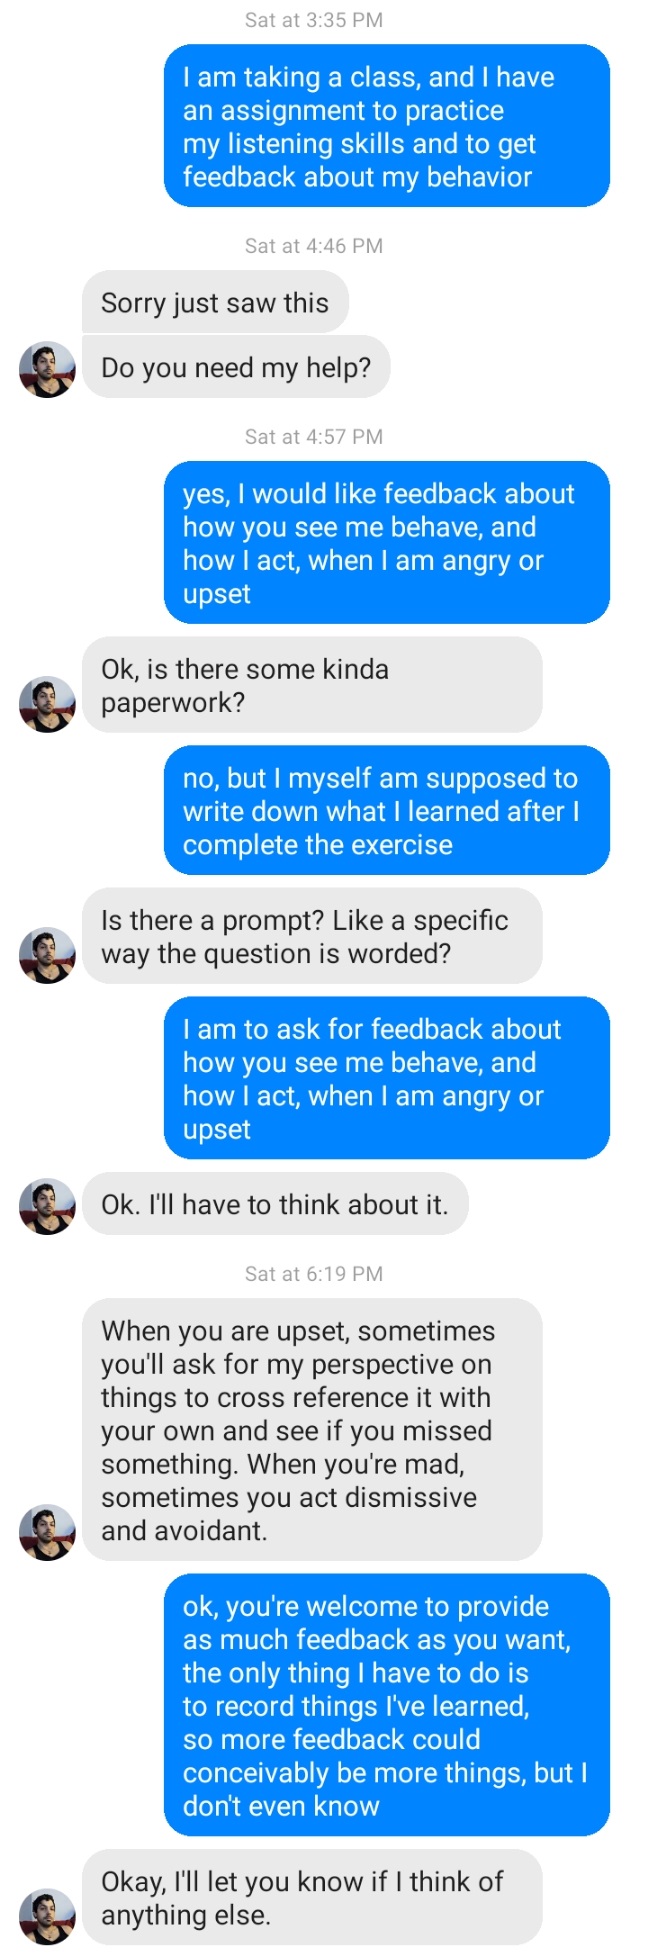 Sat at 3:35 PM
I am taking a class, and I have
an assignment to practice
my listening skills and to get
feedback about my behavior
Sat at 4:46 PM
Sorry just saw this
Do you need my help?
Sat at 4:57 PM
yes, I would like feedback about
how you see me behave, and
how I act, when I am angry or
upset
Ok, is there some kinda
paperwork?
no, but I myself am supposed to
write down what I learned after I
complete the exercise
Is there a prompt? Like a specific
way the question is worded?
I am to ask for feedback about
how you see me behave, and
how I act, when I am angry or
upset
Ok. I'll have to think about it.
Sat at 6:19 PM
When you are upset, sometimes
you'll ask for my perspective on
things to cross reference it with
your own and see if you missed
something. When you're mad,
sometimes you act dismissive
and avoidant.
ok, you're welcome to provide
as much feedback as you want,
the only thing I have to do is
to record things I've learned,
so more feedback could
conceivably be more things, but I
don't even know
Okay, I'll let you know if I think of
anything else.